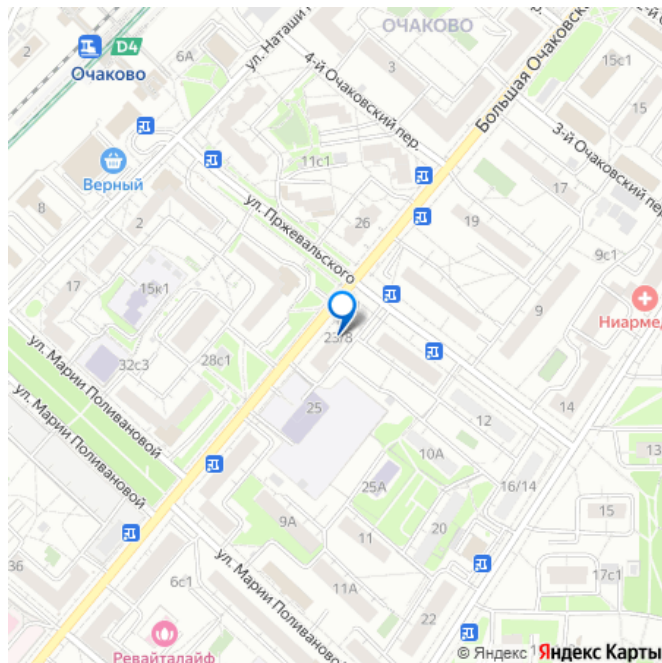 ОЧАКОВО
2
D4
Очаково
6А
ул. Наташи
3
4-й Очаковский пер.
Большая Очаковск
15с1
15
3-й Очаковский пер
11с1
Верный
17
8
2
ул. Пржевальского
26
19
9с1
17
15к1
9
Ниармед
23/8
ул. Марии Поливановой
32с3
28с1
ул. Марии Поливановой
25
12
14
10А
13
25А
16/14
9А
11
20
15
36
6с1
ул. Марии Поливановой
11А
22
17с1
Ревайталайф
© Яндекс
Яндекс Карты